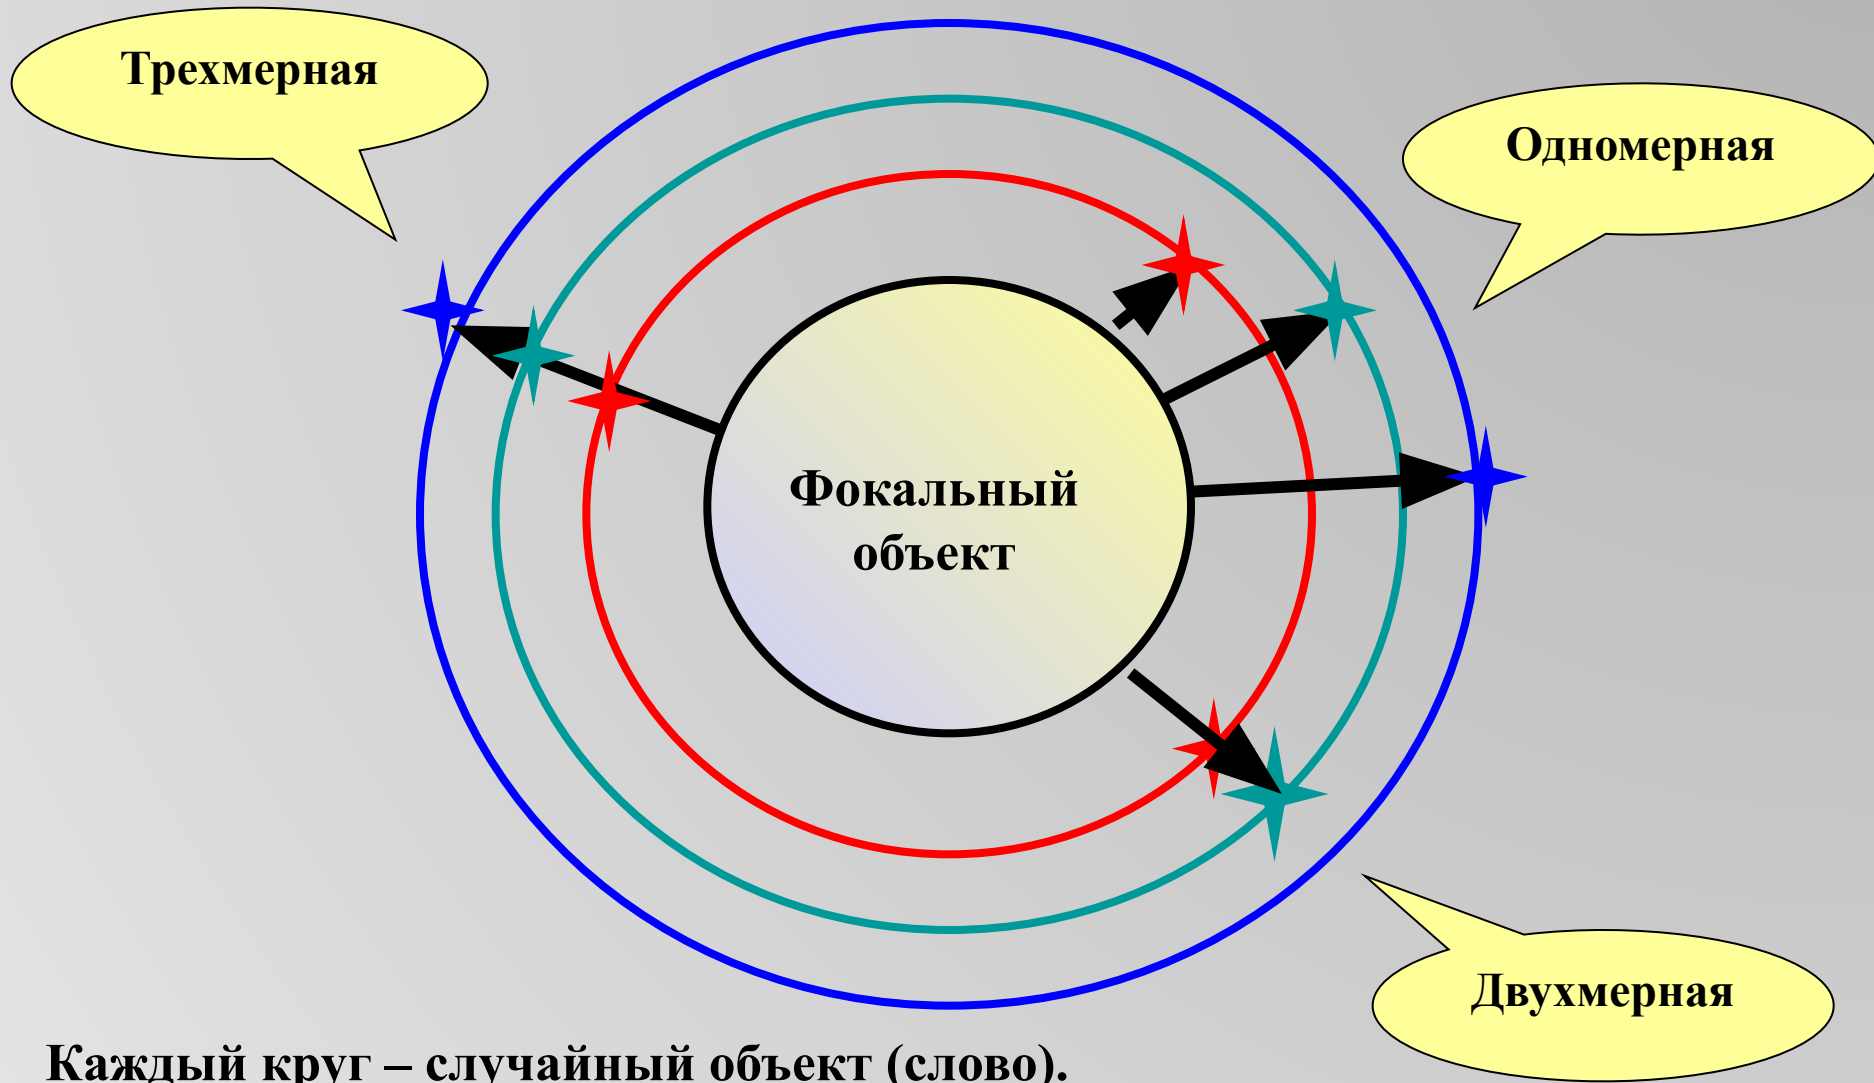 Трехмерная
Одномерная
Фокальный
объект
Двухмерная
Каждый круг – случайный объект (слово).